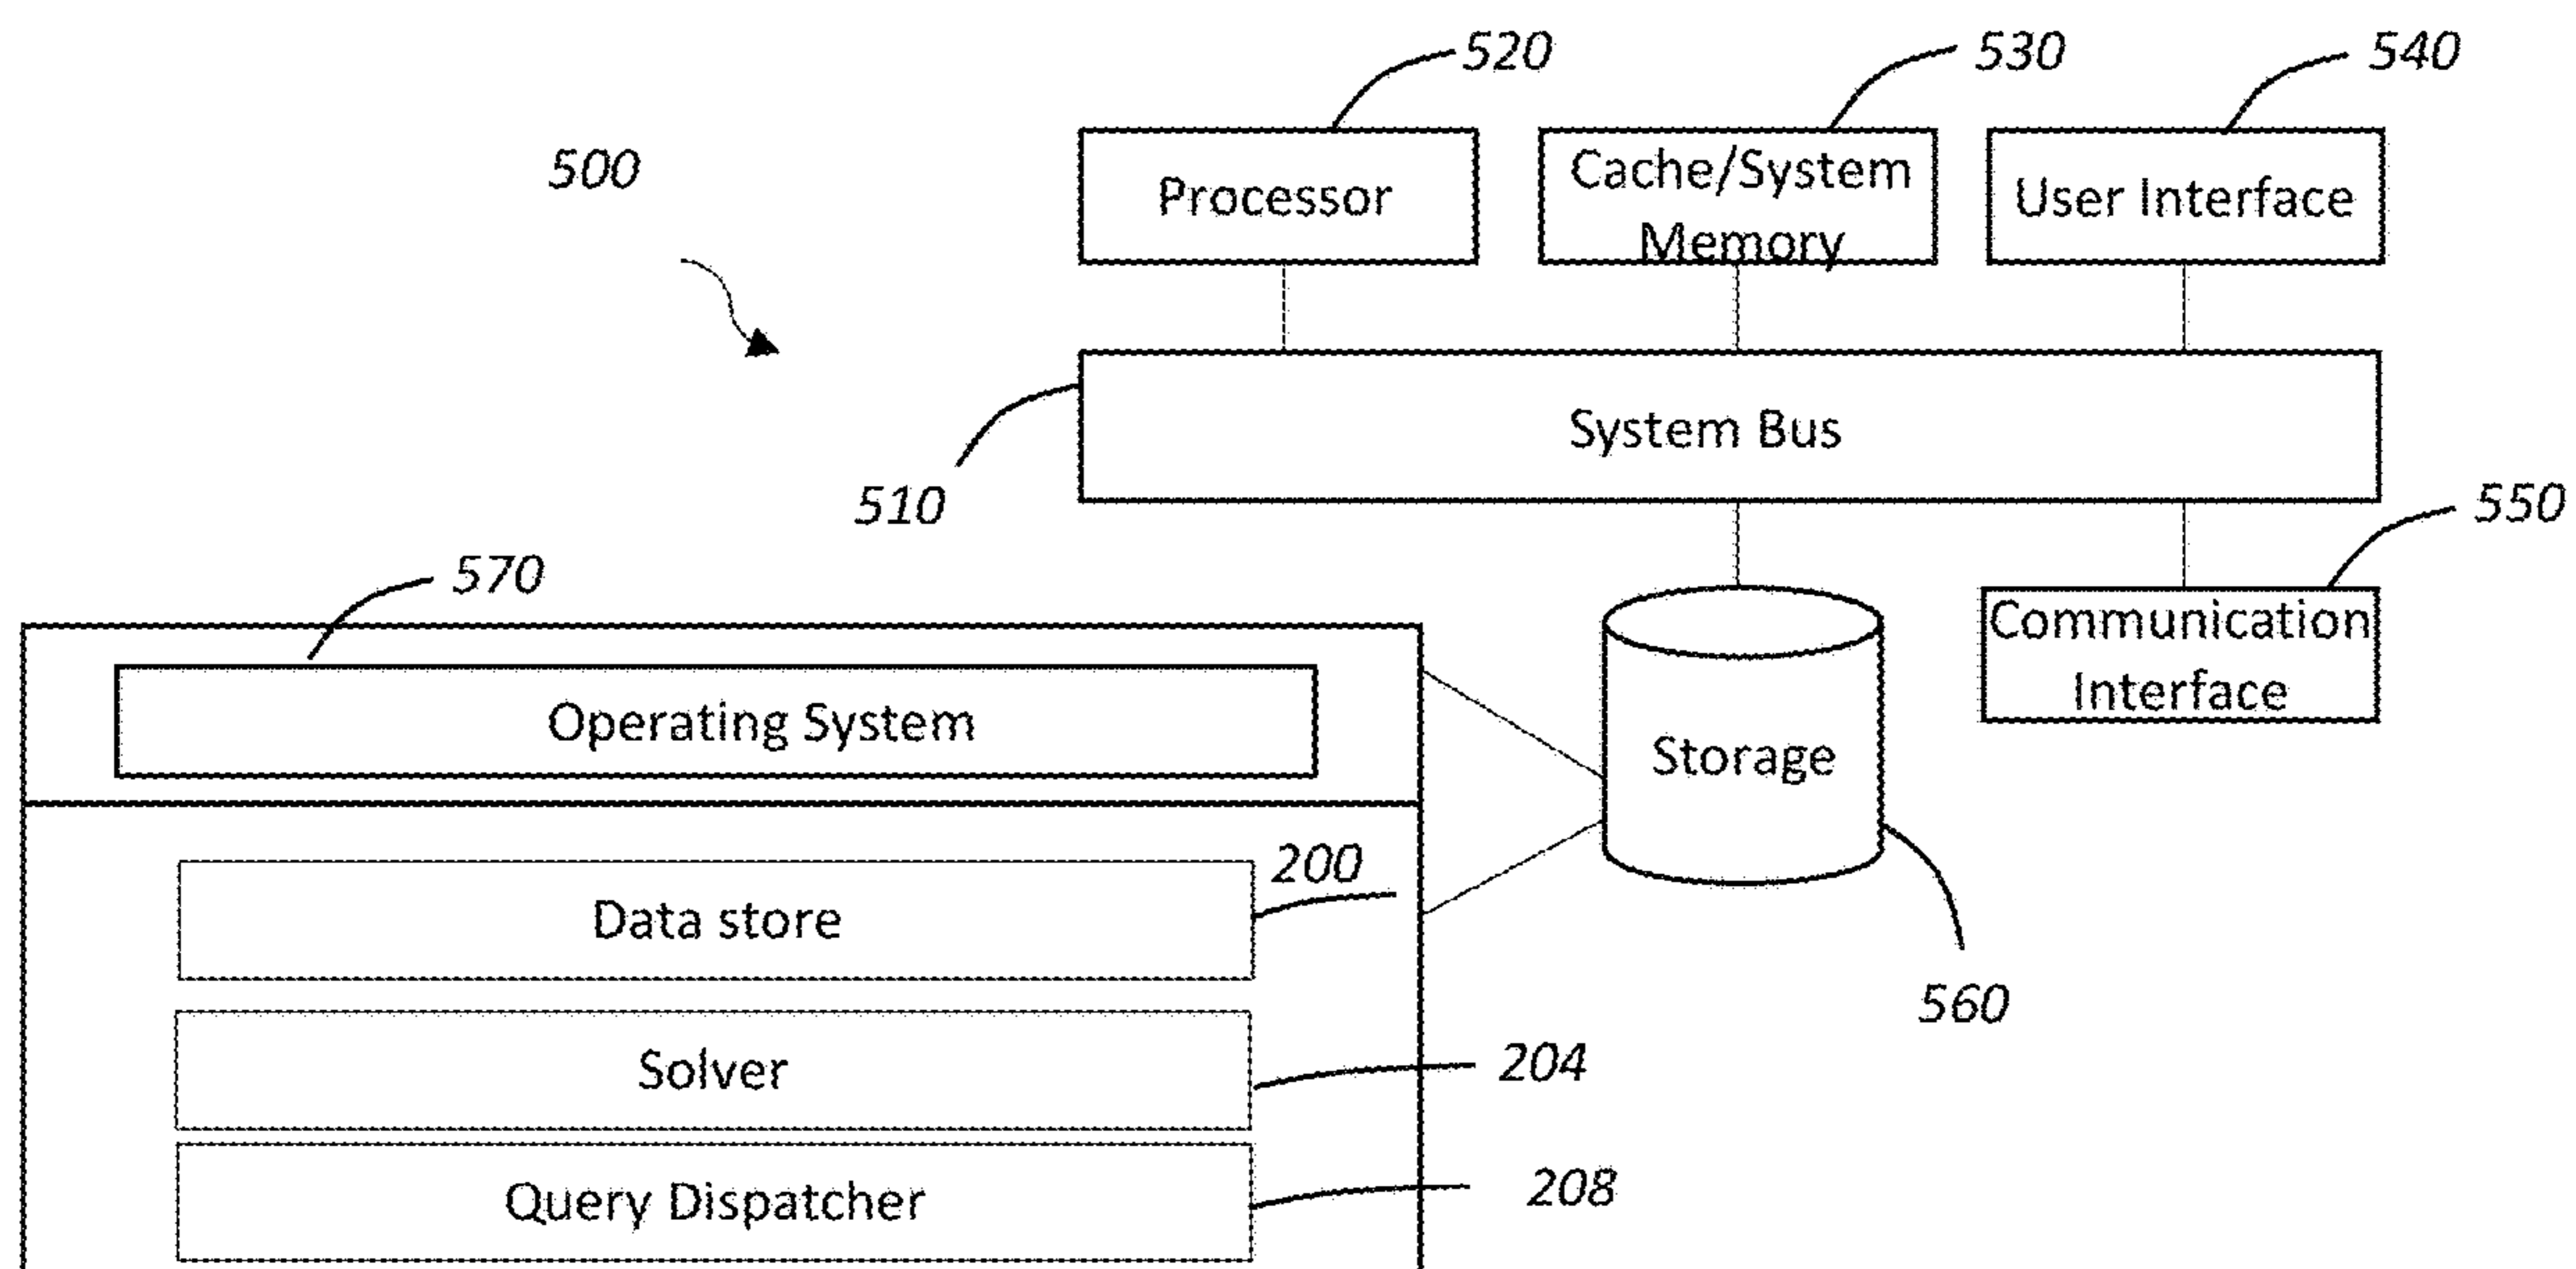 520
530
540
500
Processor
Cache/System
Memory
User Interface
System Bus
510
550
570
Communication
Interface
Operating System
Storage
200
Data store
560
Solver
204
Query Dispatcher
208